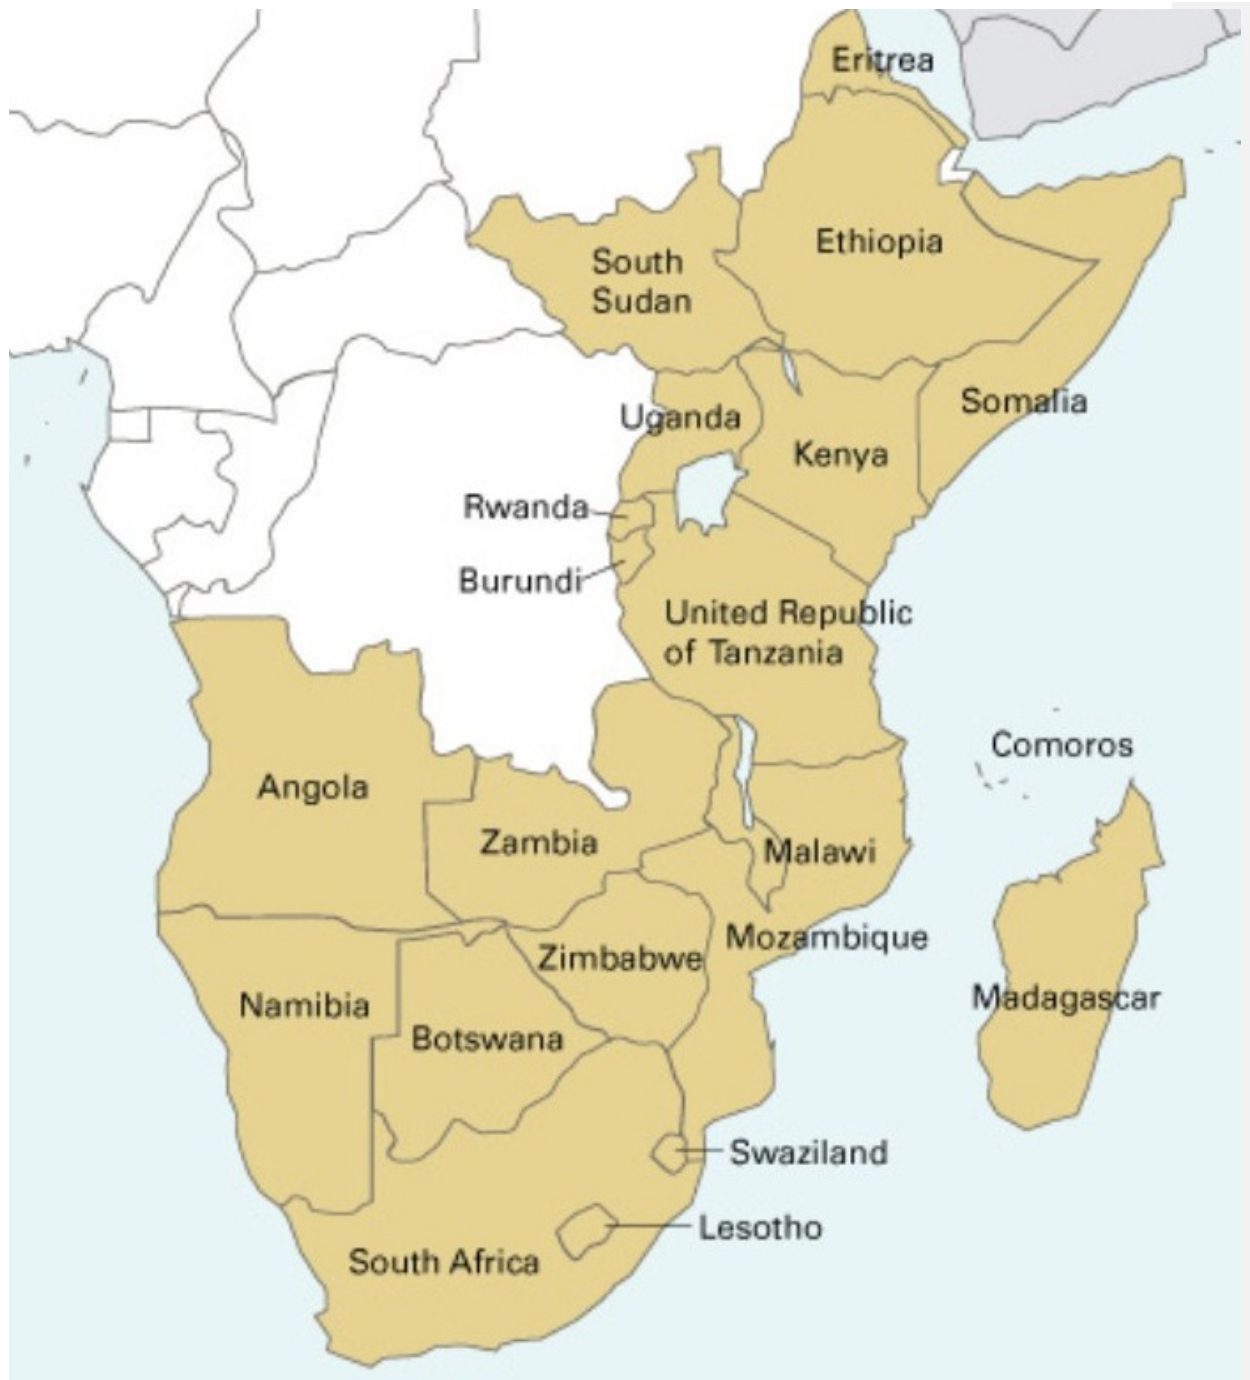 Eritrea
Ethiopia
South
Sudan
Somalia
Uganda
Kenya
Rwanda
Burundi
United Republic
of Tanzania
Comoros
Angola
Zambia
Malawi
Mozambique
Zimbabwe
Madagascar
Namibia
Botswana
Swaziland
Lesotho
South Africa